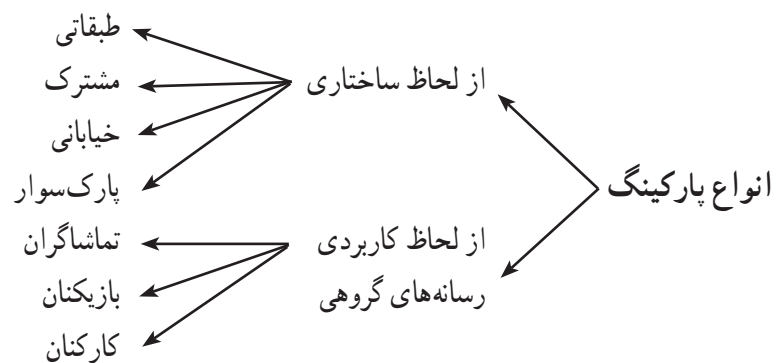 انواع پارکینگ
از لحاظ ساختاری
طبقاتی
مشترک
خیابانی
پارک‌سوار
از لحاظ کاربردی
رسانه‌های گروهی
تماشاگران
بازیکنان
کارکنان